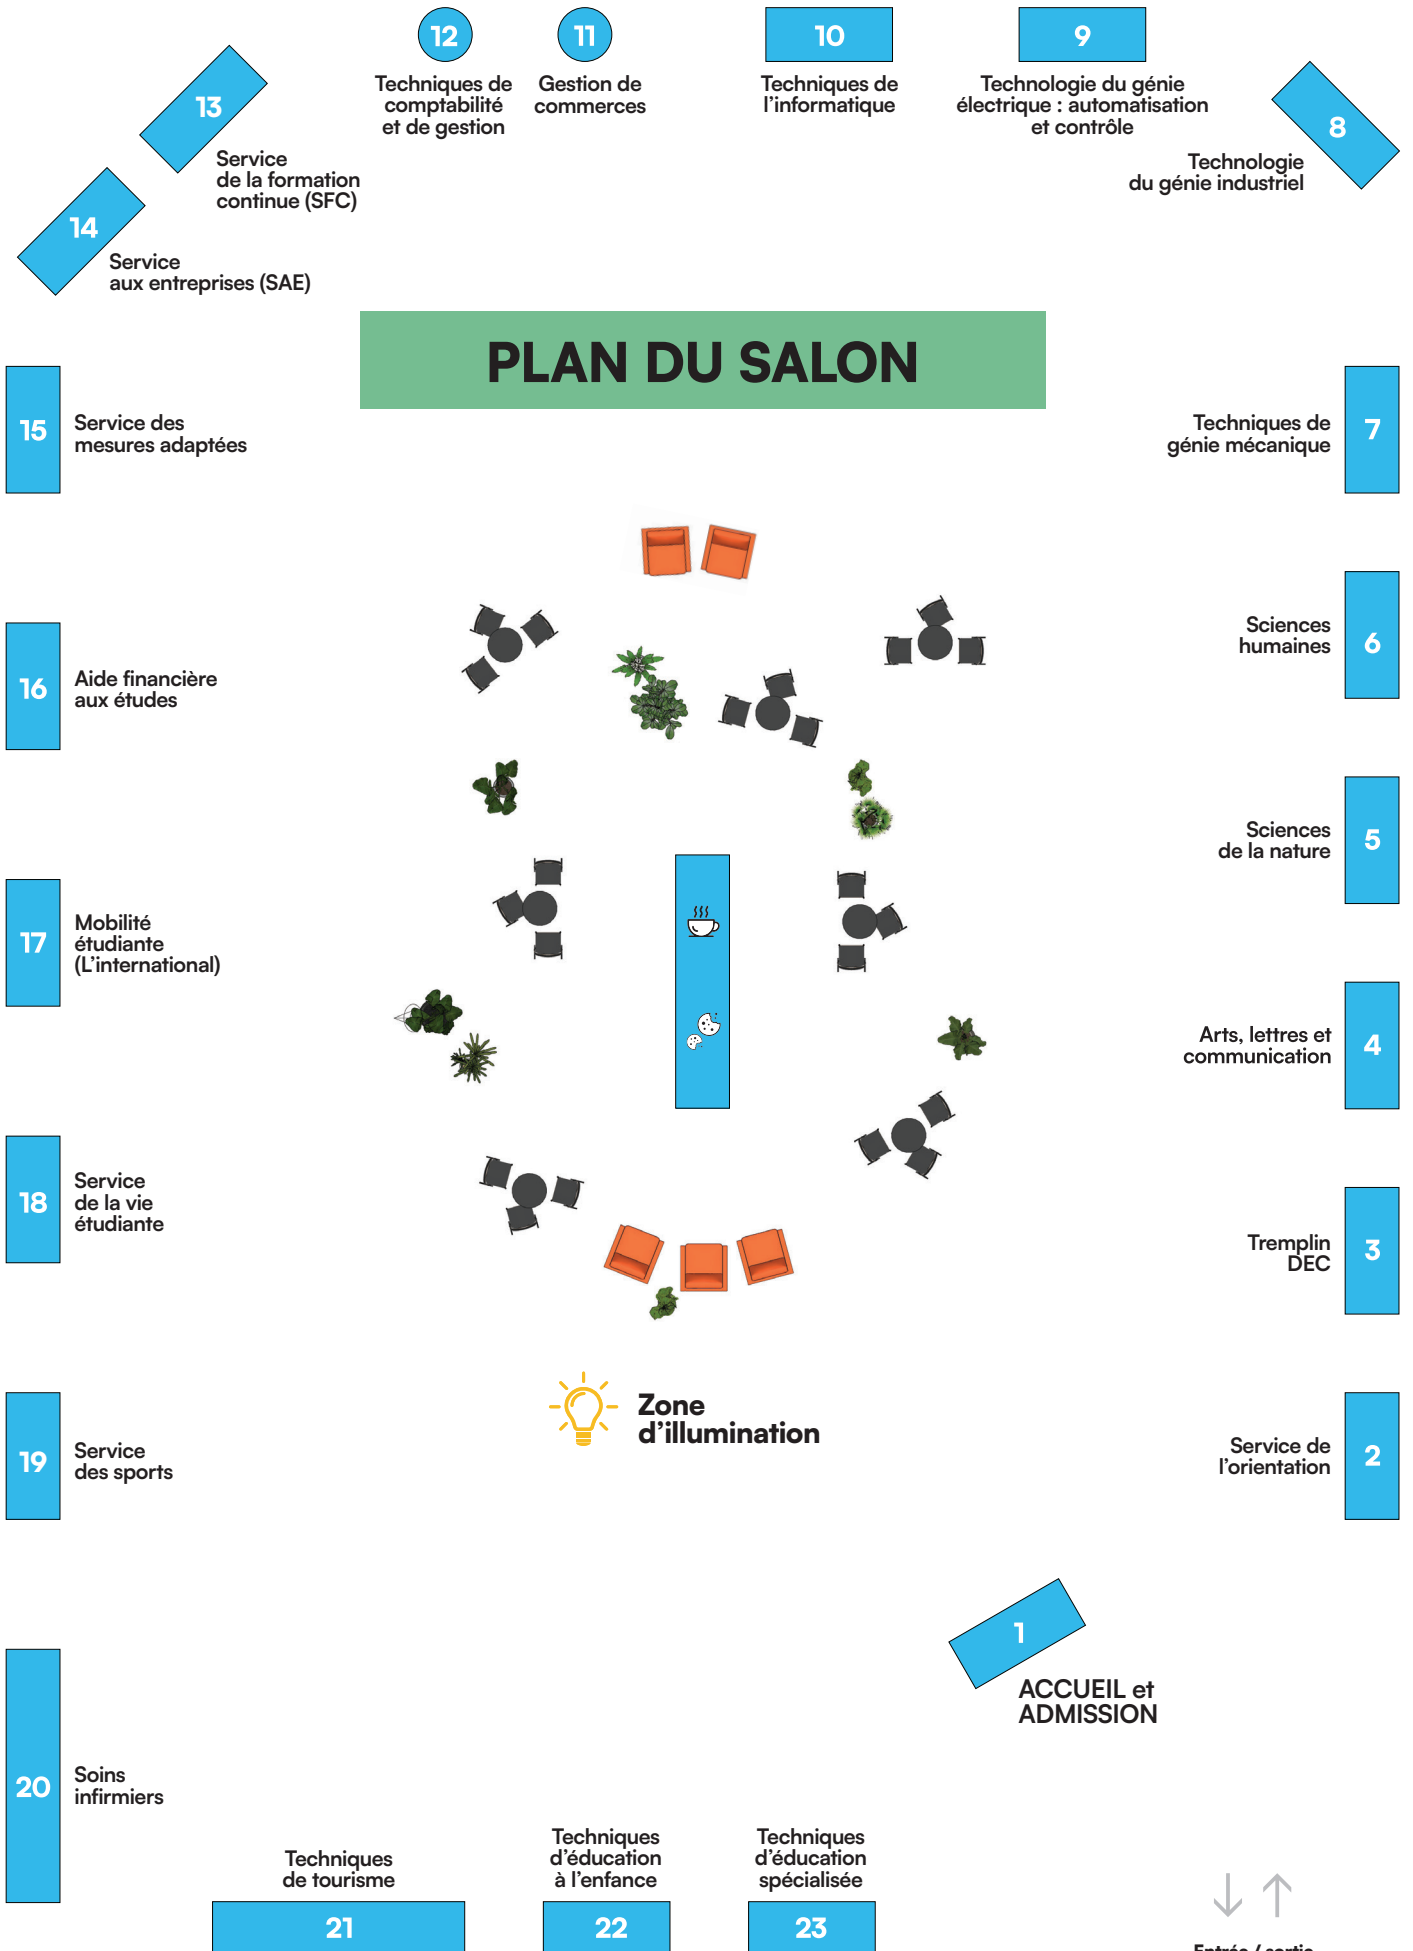 12
11
10
9
Techniques de
comptabilité
et de gestion
Gestion de
commerces
Techniques de
l'informatique
Technologie du génie
électrique : automatisation
et contrôle
13
8
Service
de la formation
continue (SFC)
Technologie
du génie industriel
14
Service
aux entreprises (SAE)
PLAN DU SALON
15
Service des
mesures adaptées
Techniques de
génie mécanique
7
Sciences
humaines
6
16
Aide financière
aux études
Sciences
de la nature
5
17
Mobilité
étudiante
(L'international)
Arts, lettres et
communication
4
18
Service
de la vie
étudiante
Tremplin
DEC
3
Zone
d'illumination
19
Service
des sports
Service de
l'orientation
2
1
ACCUEIL et
ADMISSION
20
Soins
infirmiers
Techniques
de tourisme
21
Techniques
d'éducation
à l'enfance
22
Techniques
d'éducation
spécialisée
23
Entrée / sortie